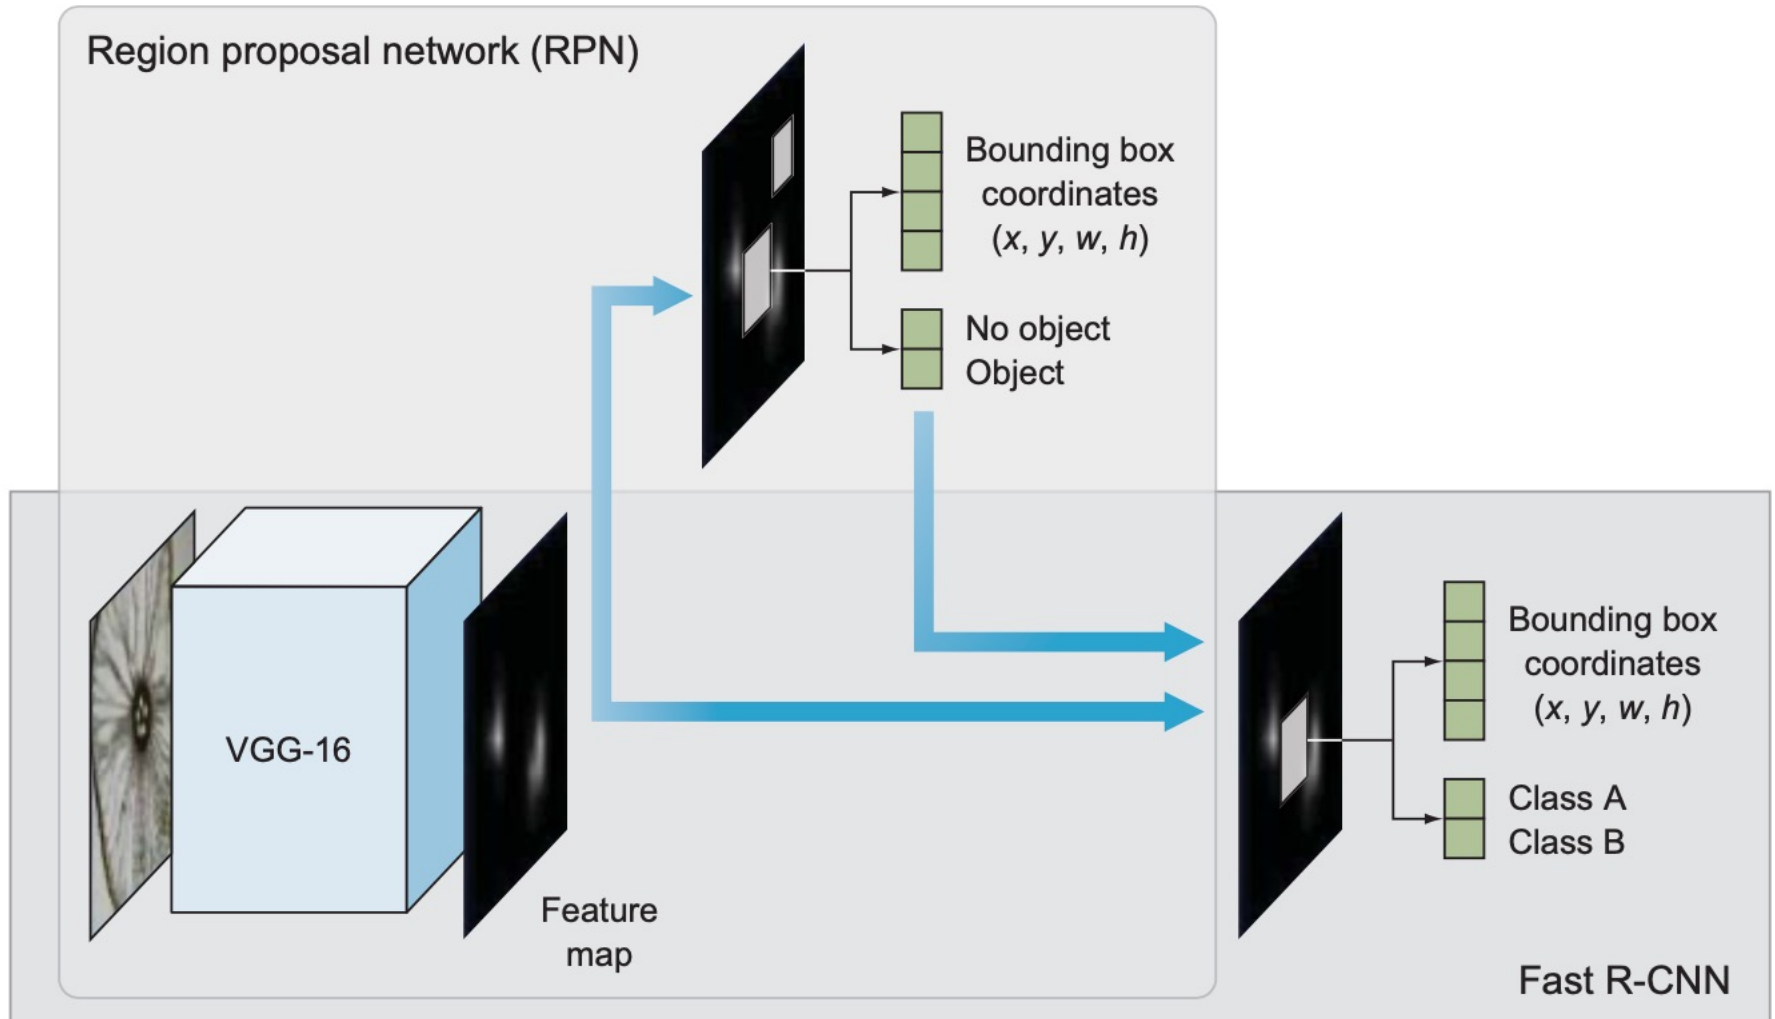 Region proposal network (RPN)
Bounding box
coordinates
(x, y, w, h)
No object
Object
VGG-16
Feature
map
Bounding box
coordinates
(x, y, w, h)
Class A
Class B
Fast R-CNN